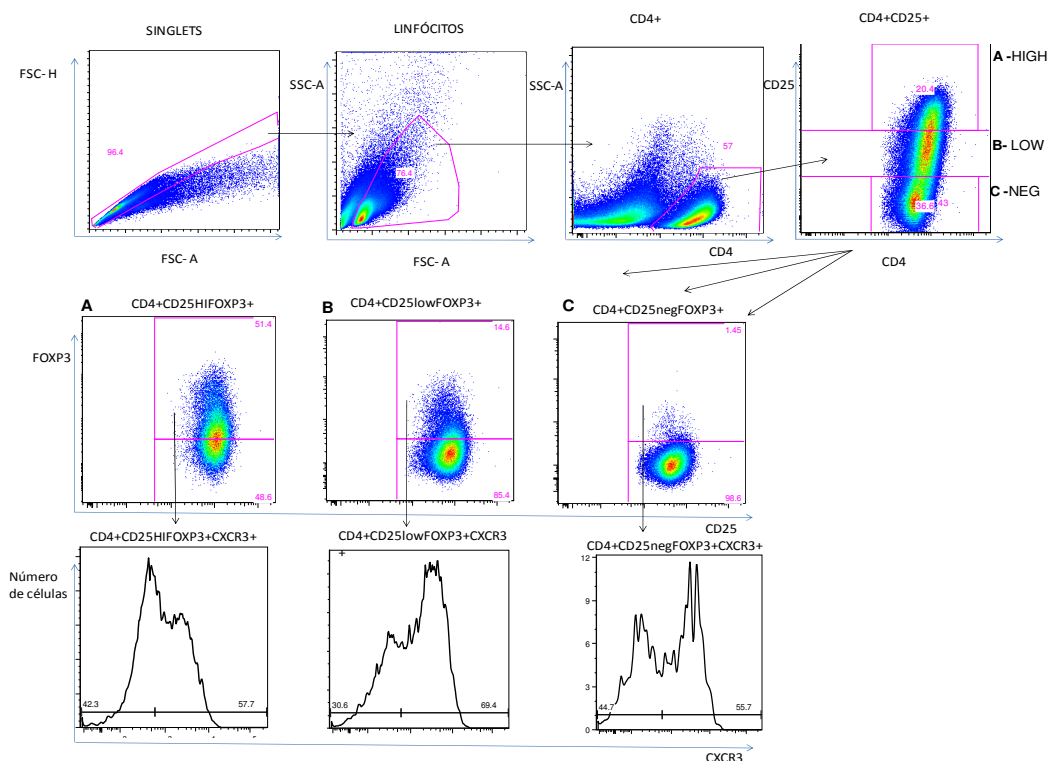 SINGLETS
LINFÓCITOS
CD4+
CD4+CD25+
FSC- H
96.4
FSC- A
SSC-A
76.4
FSC- A
SSC-A
57
CD4
CD25
20.4
43
36.6
CD4
A -HIGH
B- LOW
C -NEG
A
CD4+CD25HIFOXP3+
FOXP3
51.4
48.6
B
CD4+CD25lowFOXP3+
14.6
85.4
C
CD4+CD25negFOXP3+
1.45
98.6
CD25
CD4+CD25HIFOXP3+CXCR3+
Número
de células
42.3
57.7
CD4+CD25lowFOXP3+CXCR3
+
30.6
69.4
CD4+CD25negFOXP3+CXCR3+
12
9
6
3
0
44.7
55.7
CXCR3